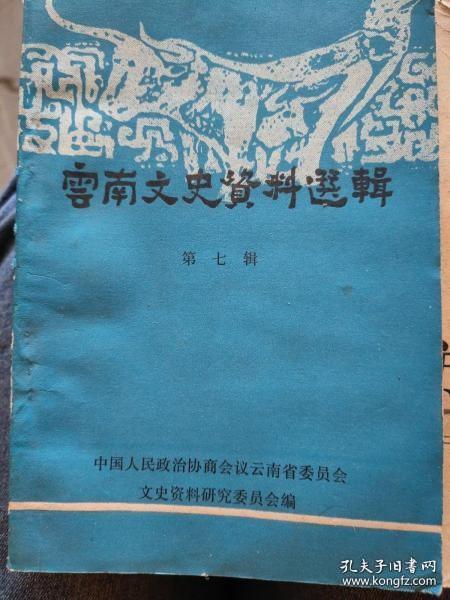 雲南文史資料選輯
第七辑
中国人民政治协商会议云南省委员会
文史资料研究委员会编
孔夫子旧书网
www.kongfz.com